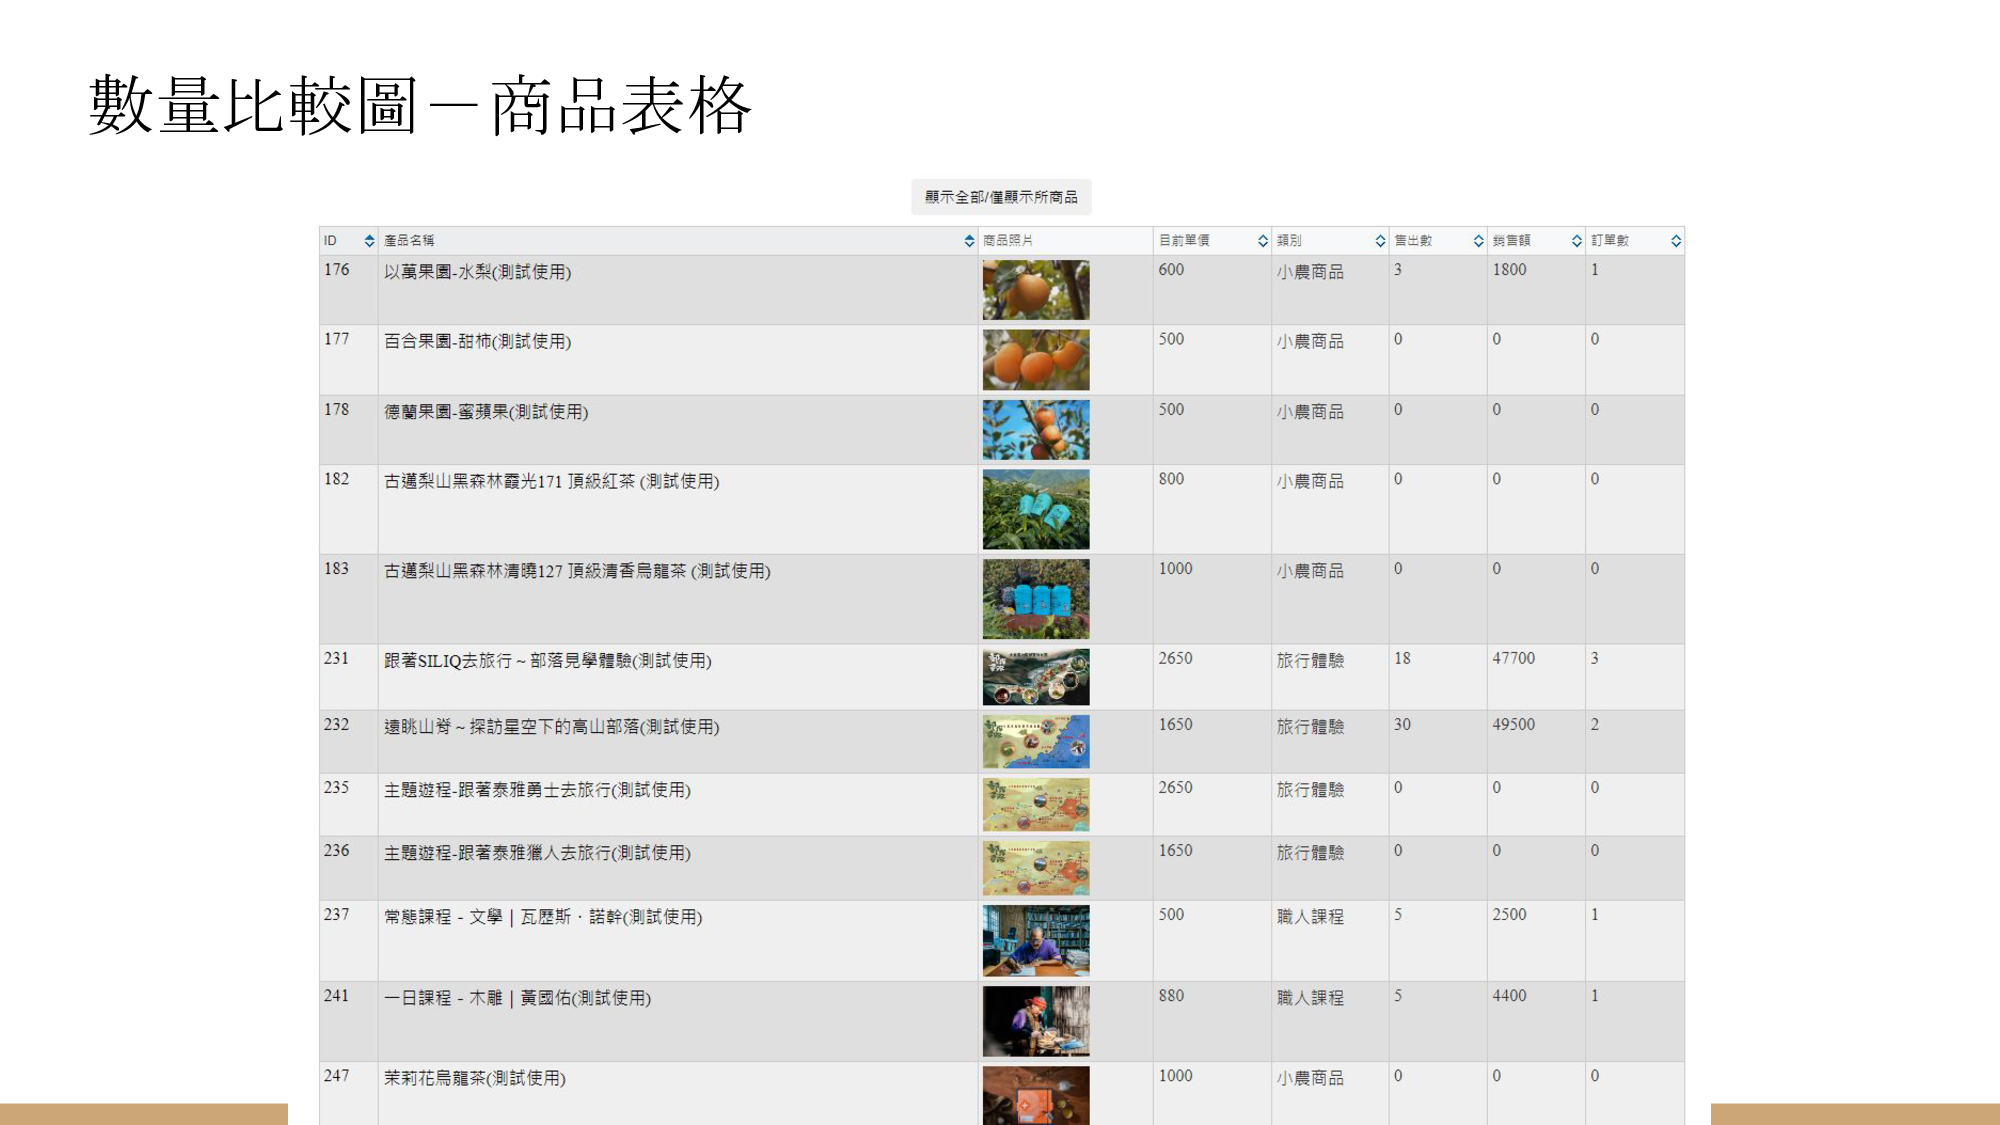 數量比較圖－商品表格
顯示全部/僅顯示所商品
ID 產品名稱 商品照片 目前單價 類別 售出數 銷售額 訂單數
176 以萬果園-水梨(測試使用) 600 小農商品 3 1800 1
177 百合果園-甜柿(測試使用) 500 小農商品 0 0 0
178 德蘭果園-蜜蘋果(測試使用) 500 小農商品 0 0 0
182 古邁梨山黑森林霞光171 頂級紅茶 (測試使用) 800 小農商品 0 0 0
183 古邁梨山黑森林清曉127 頂級清香烏龍茶 (測試使用) 1000 小農商品 0 0 0
231 跟著SILIQ去旅行～部落見學體驗(測試使用) 2650 旅行體驗 18 47700 3
232 遠眺山脊～探訪星空下的高山部落(測試使用) 1650 旅行體驗 30 49500 2
235 主題遊程-跟著泰雅勇士去旅行(測試使用) 2650 旅行體驗 0 0 0
236 主題遊程-跟著泰雅獵人去旅行(測試使用) 1650 旅行體驗 0 0 0
237 常態課程 - 文學 | 瓦歷斯‧諾幹(測試使用) 500 職人課程 5 2500 1
241 一日課程 - 木雕 | 黃國佑(測試使用) 880 職人課程 5 4400 1
247 茉莉花烏龍茶(測試使用) 1000 小農商品 0 0 0